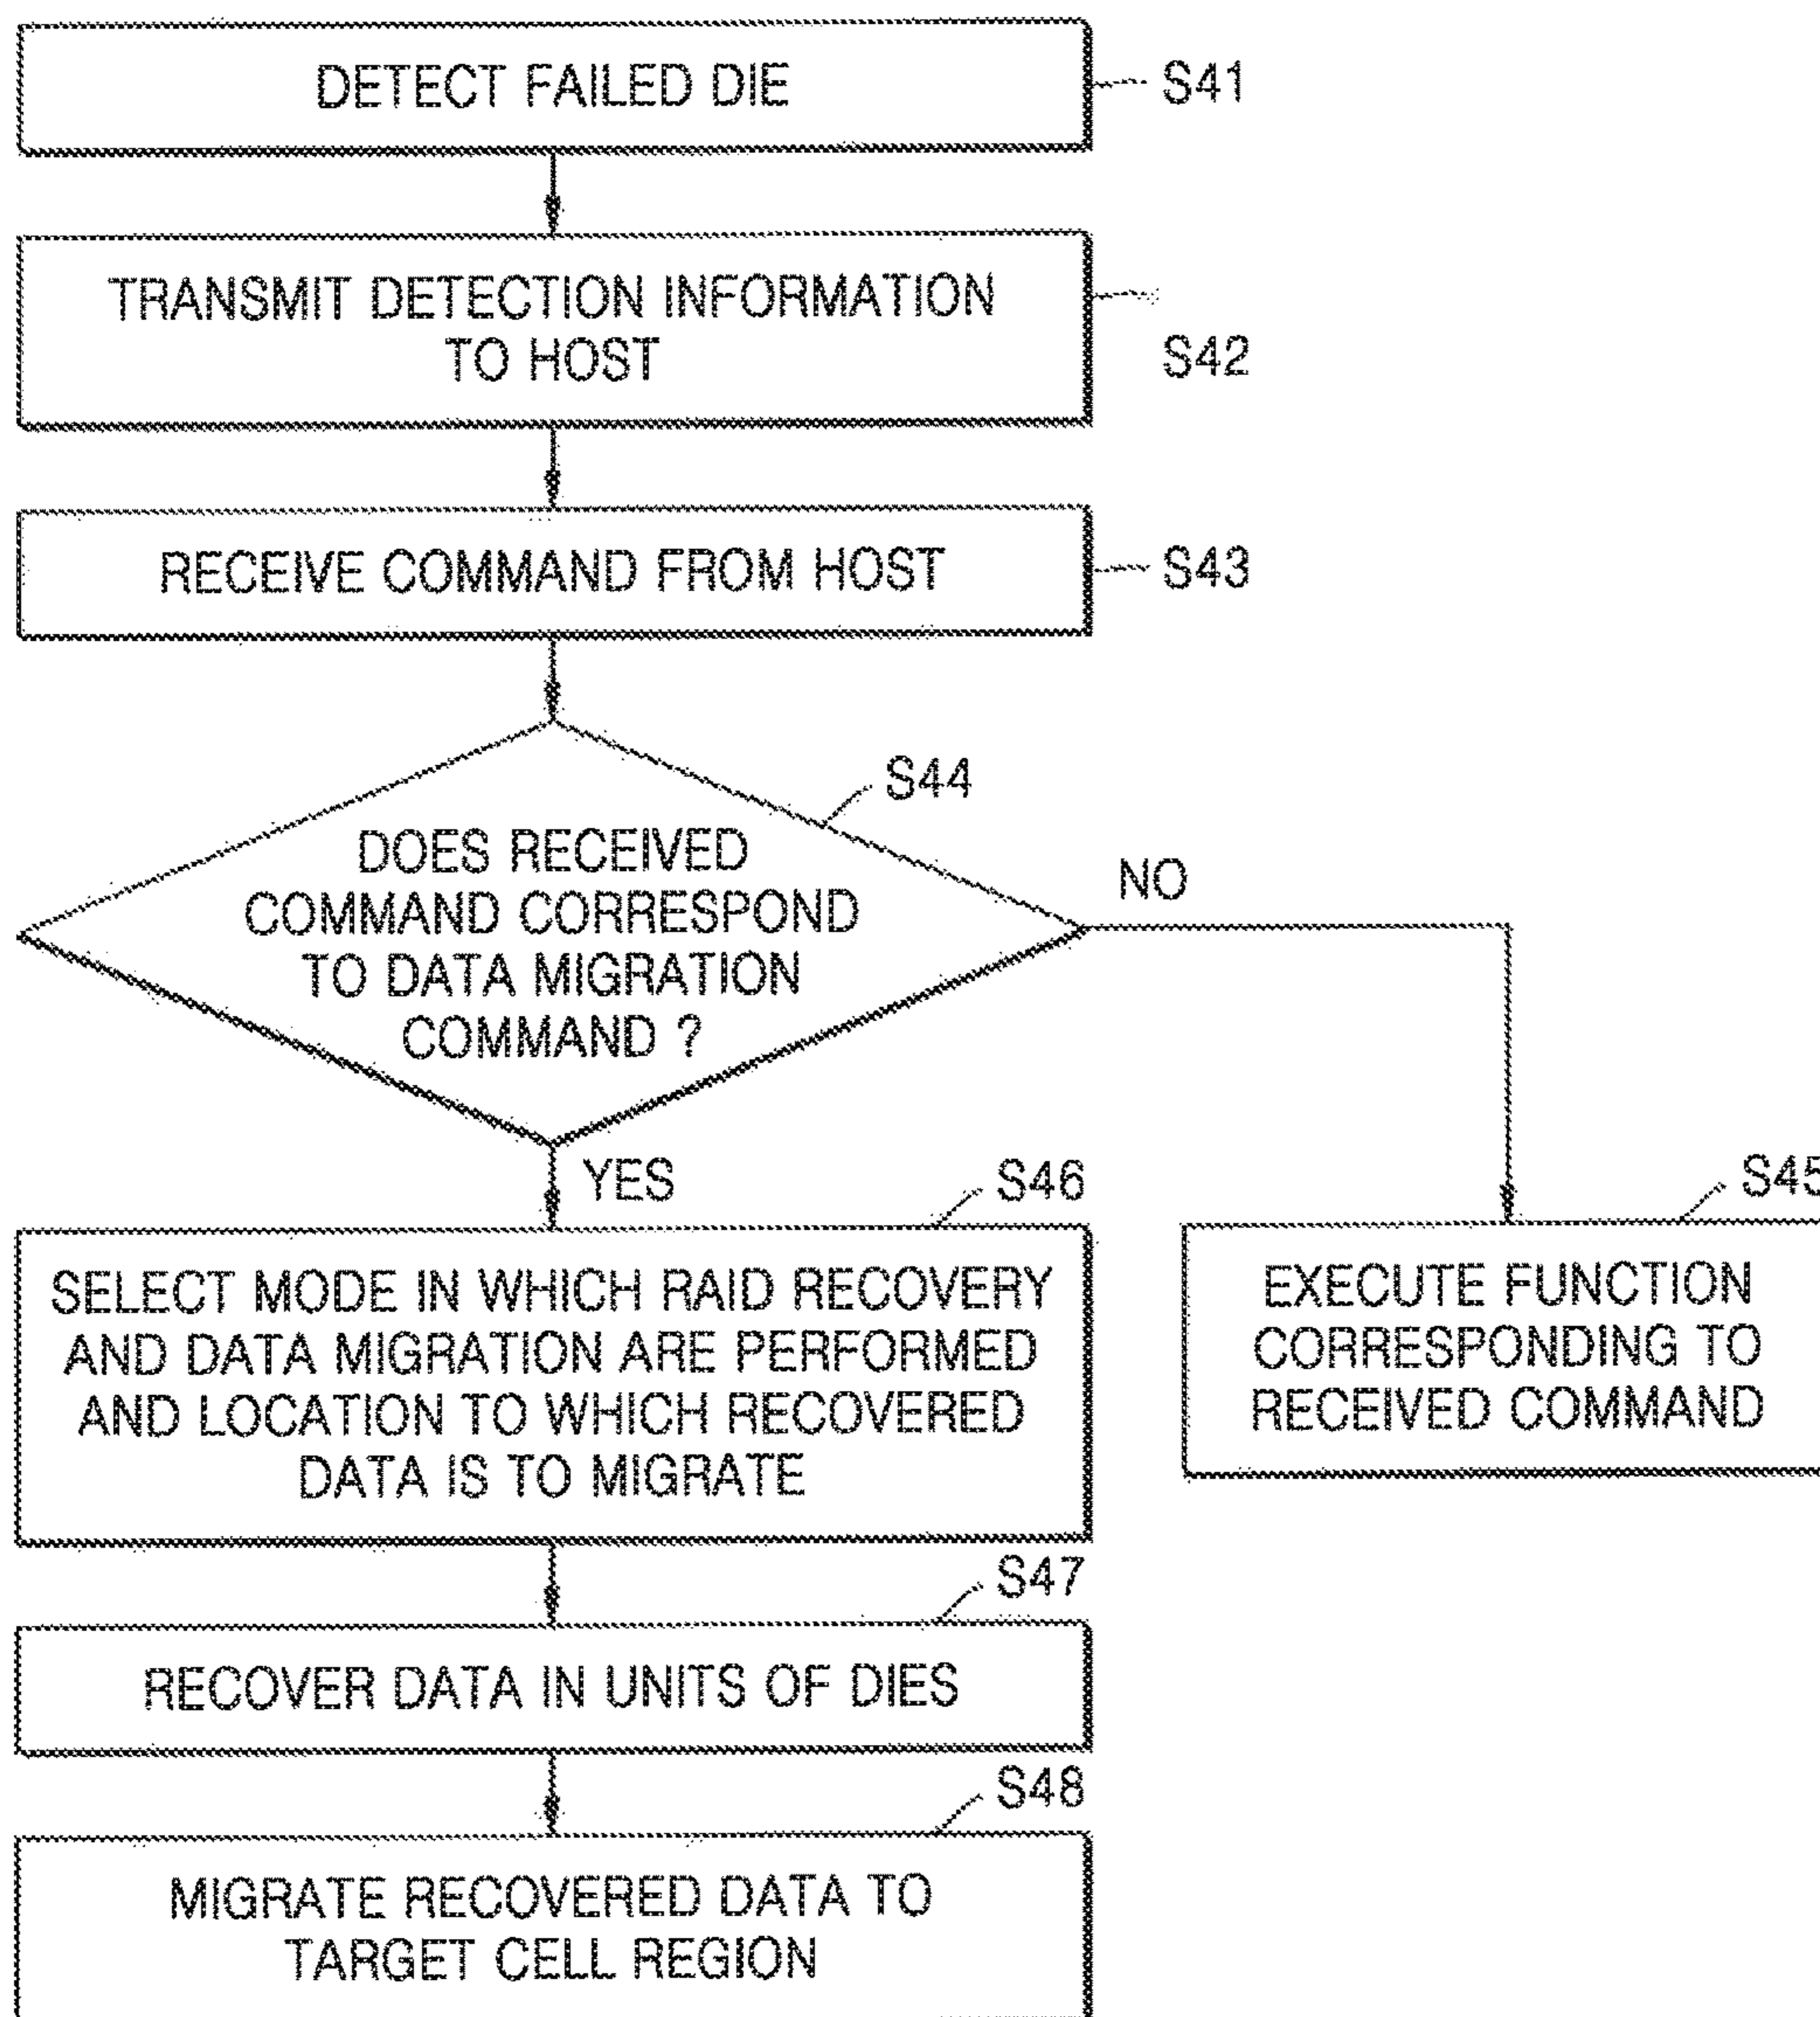 DETECT FAILED DIE
S41
TRANSMIT DETECTION INFORMATION
TO HOST
S42
RECEIVE COMMAND FROM HOST
S43
S44
DOES RECEIVED
COMMAND CORRESPOND
TO DATA MIGRATION
COMMAND ?
NO
YES
S46
SELECT MODE IN WHICH RAID RECOVERY
AND DATA MIGRATION ARE PERFORMED
AND LOCATION TO WHICH RECOVERED
DATA IS TO MIGRATE
S45
EXECUTE FUNCTION
CORRESPONDING TO
RECEIVED COMMAND
S47
RECOVER DATA IN UNITS OF DIES
S48
MIGRATE RECOVERED DATA TO
TARGET CELL REGION